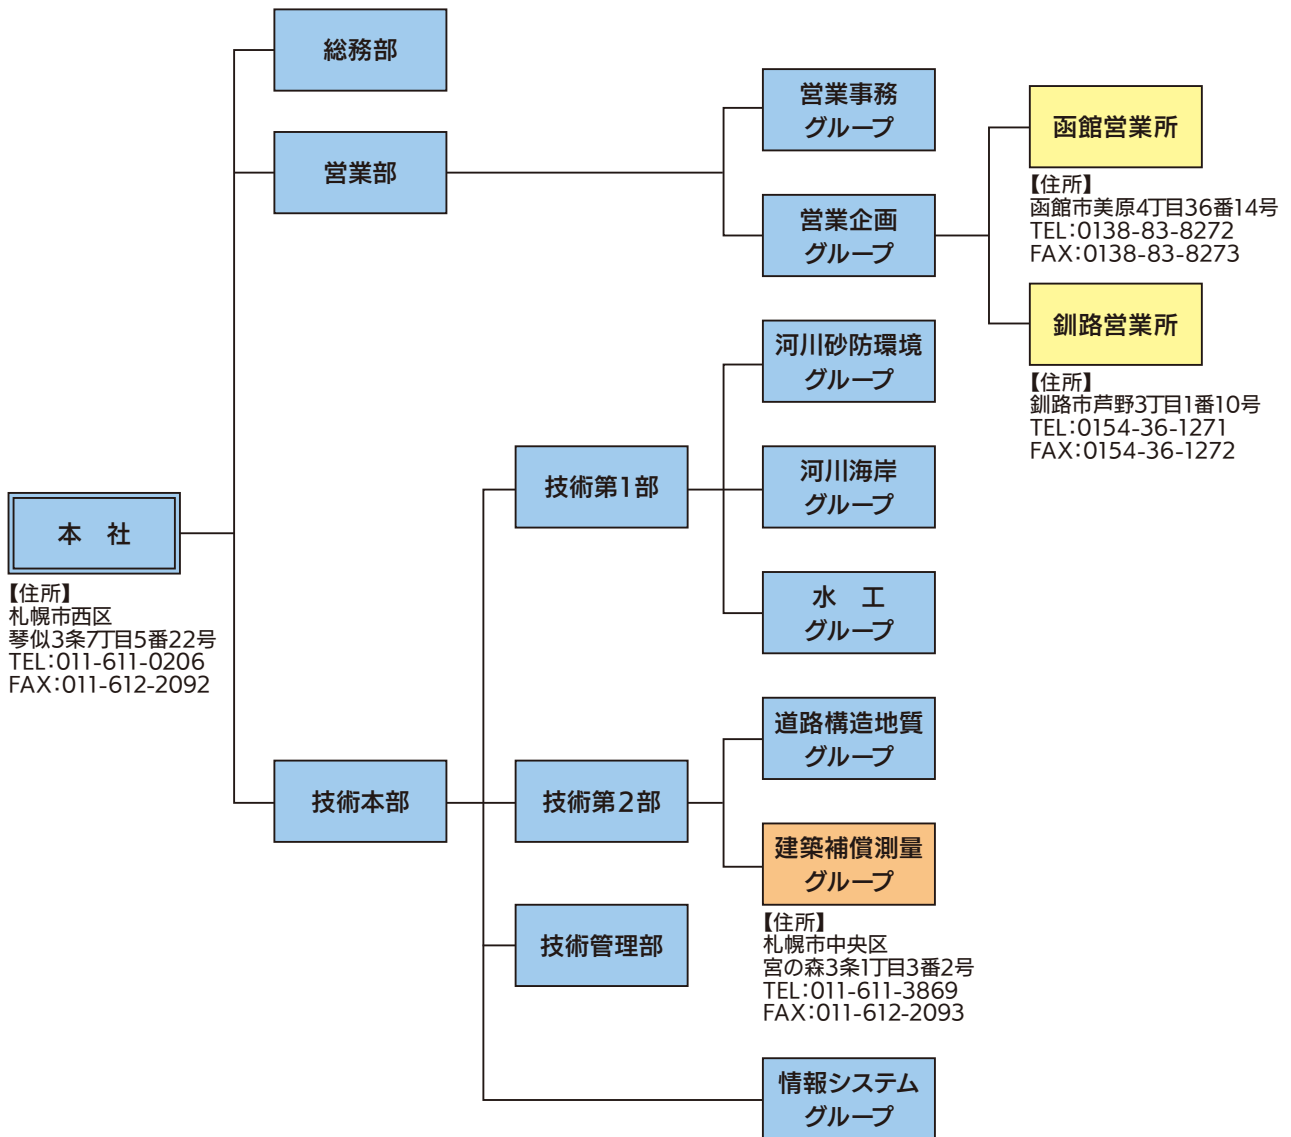 総務部
営業部
営業事務
グループ
営業企画
グループ
函館営業所
【住所】
函館市美原4丁目36番14号
TEL:0138-83-8272
FAX:0138-83-8273
釧路営業所
【住所】
釧路市芦野3丁目1番10号
TEL:0154-36-1271
FAX:0154-36-1272
本　社
【住所】
札幌市西区
琴似3条7丁目5番22号
TEL:011-611-0206
FAX:011-612-2092
技術本部
技術第1部
河川砂防環境
グループ
河川海岸
グループ
水　工
グループ
技術第2部
道路構造地質
グループ
建築補償測量
グループ
【住所】
札幌市中央区
宮の森3条1丁目3番2号
TEL:011-611-3869
FAX:011-612-2093
技術管理部
情報システム
グループ